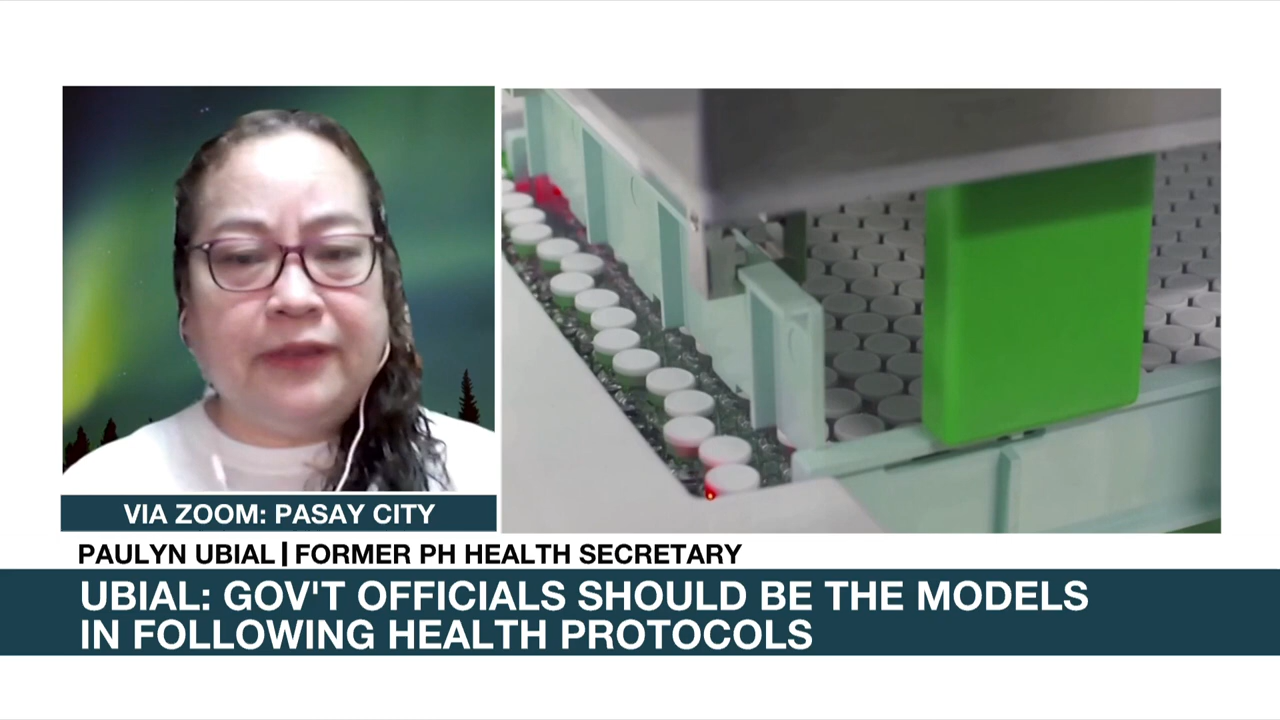 VIA ZOOM: PASAY CITY
PAULYN UBIAL | FORMER PH HEALTH SECRETARY
UBIAL: GOV'T OFFICIALS SHOULD BE THE MODELS
IN FOLLOWING HEALTH PROTOCOLS